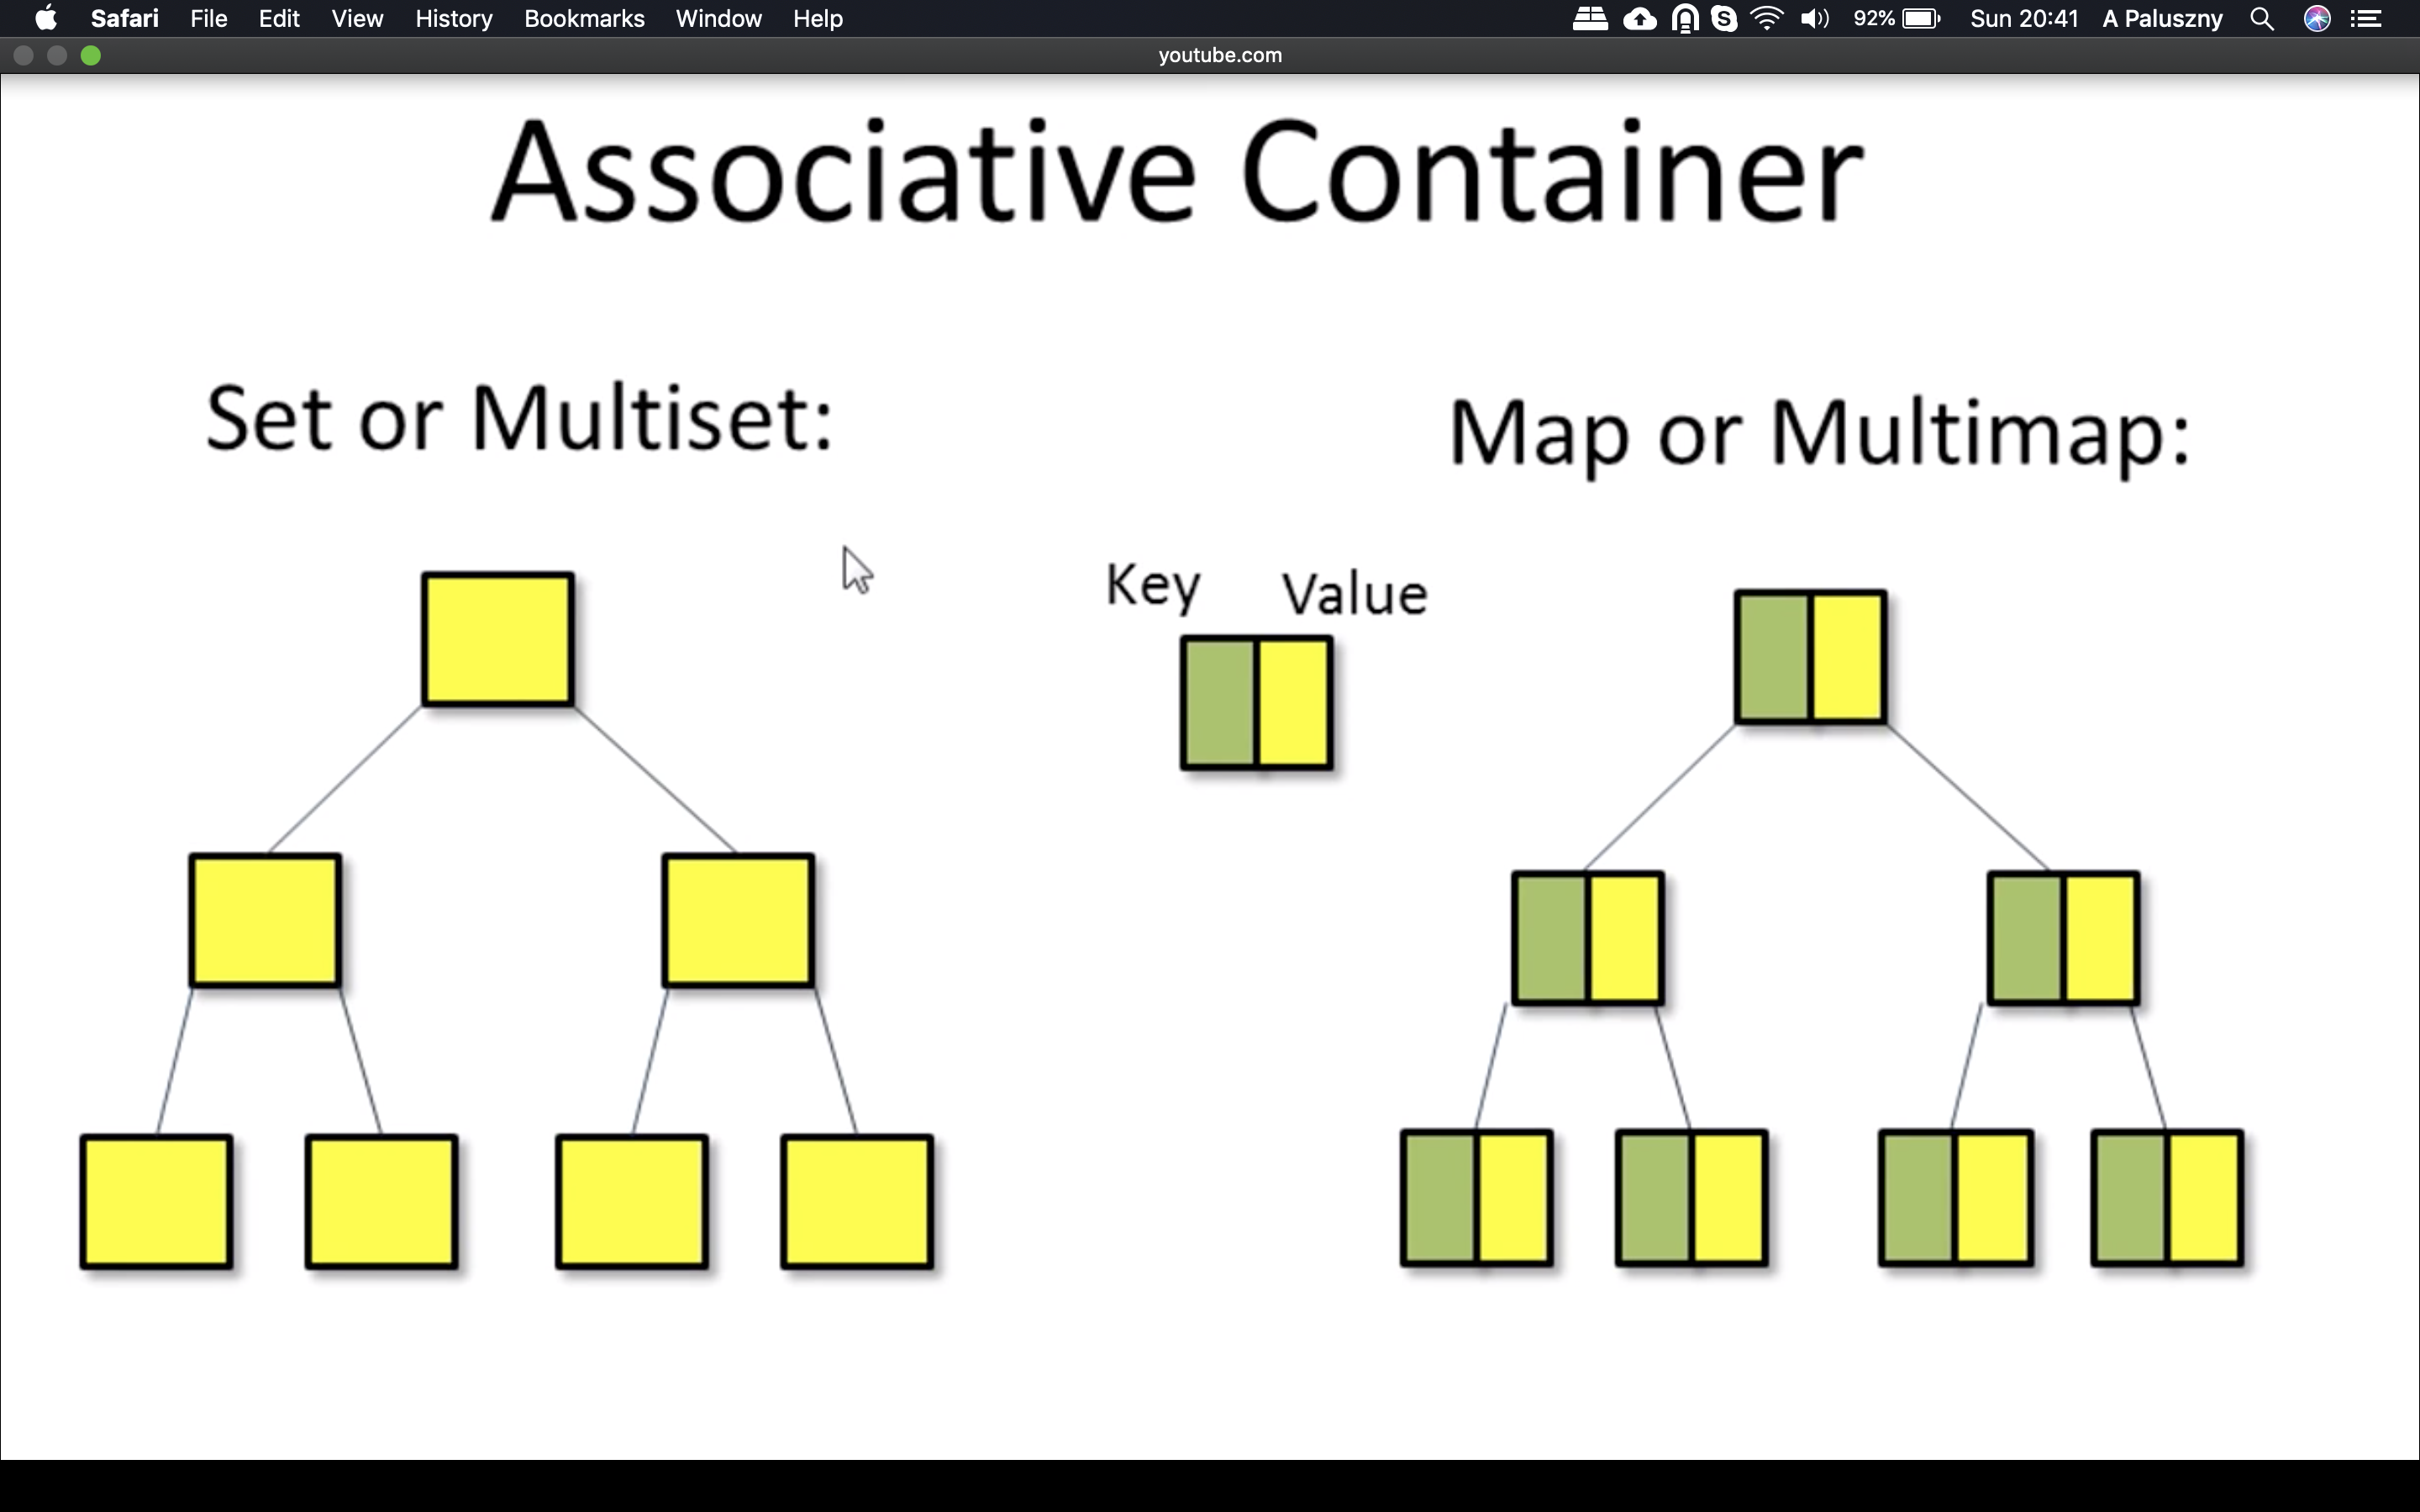 Safari File Edit View History Bookmarks Window Help 92% Sun 20:41 A Paluszny
youtube.com
Associative Container
Set or Multiset:
Map or Multimap:
Key Value